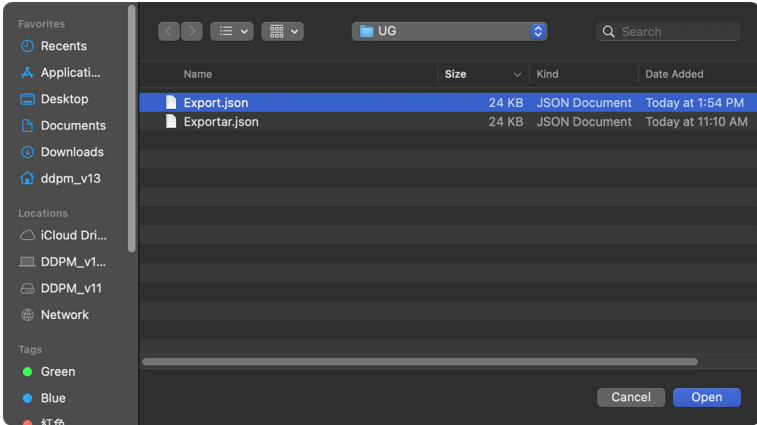 Favorites
Recents
Applicati...
Desktop
Documents
Downloads
ddpm_v13
Locations
iCloud Dri...
DDPM_v1...
DDPM_v11
Network
Tags
Green
Blue
红色
UG
Search
Name Size Kind Date Added
Export.json 24 KB JSON Document Today at 1:54 PM
Exportar.json 24 KB JSON Document Today at 11:10 AM
Cancel Open